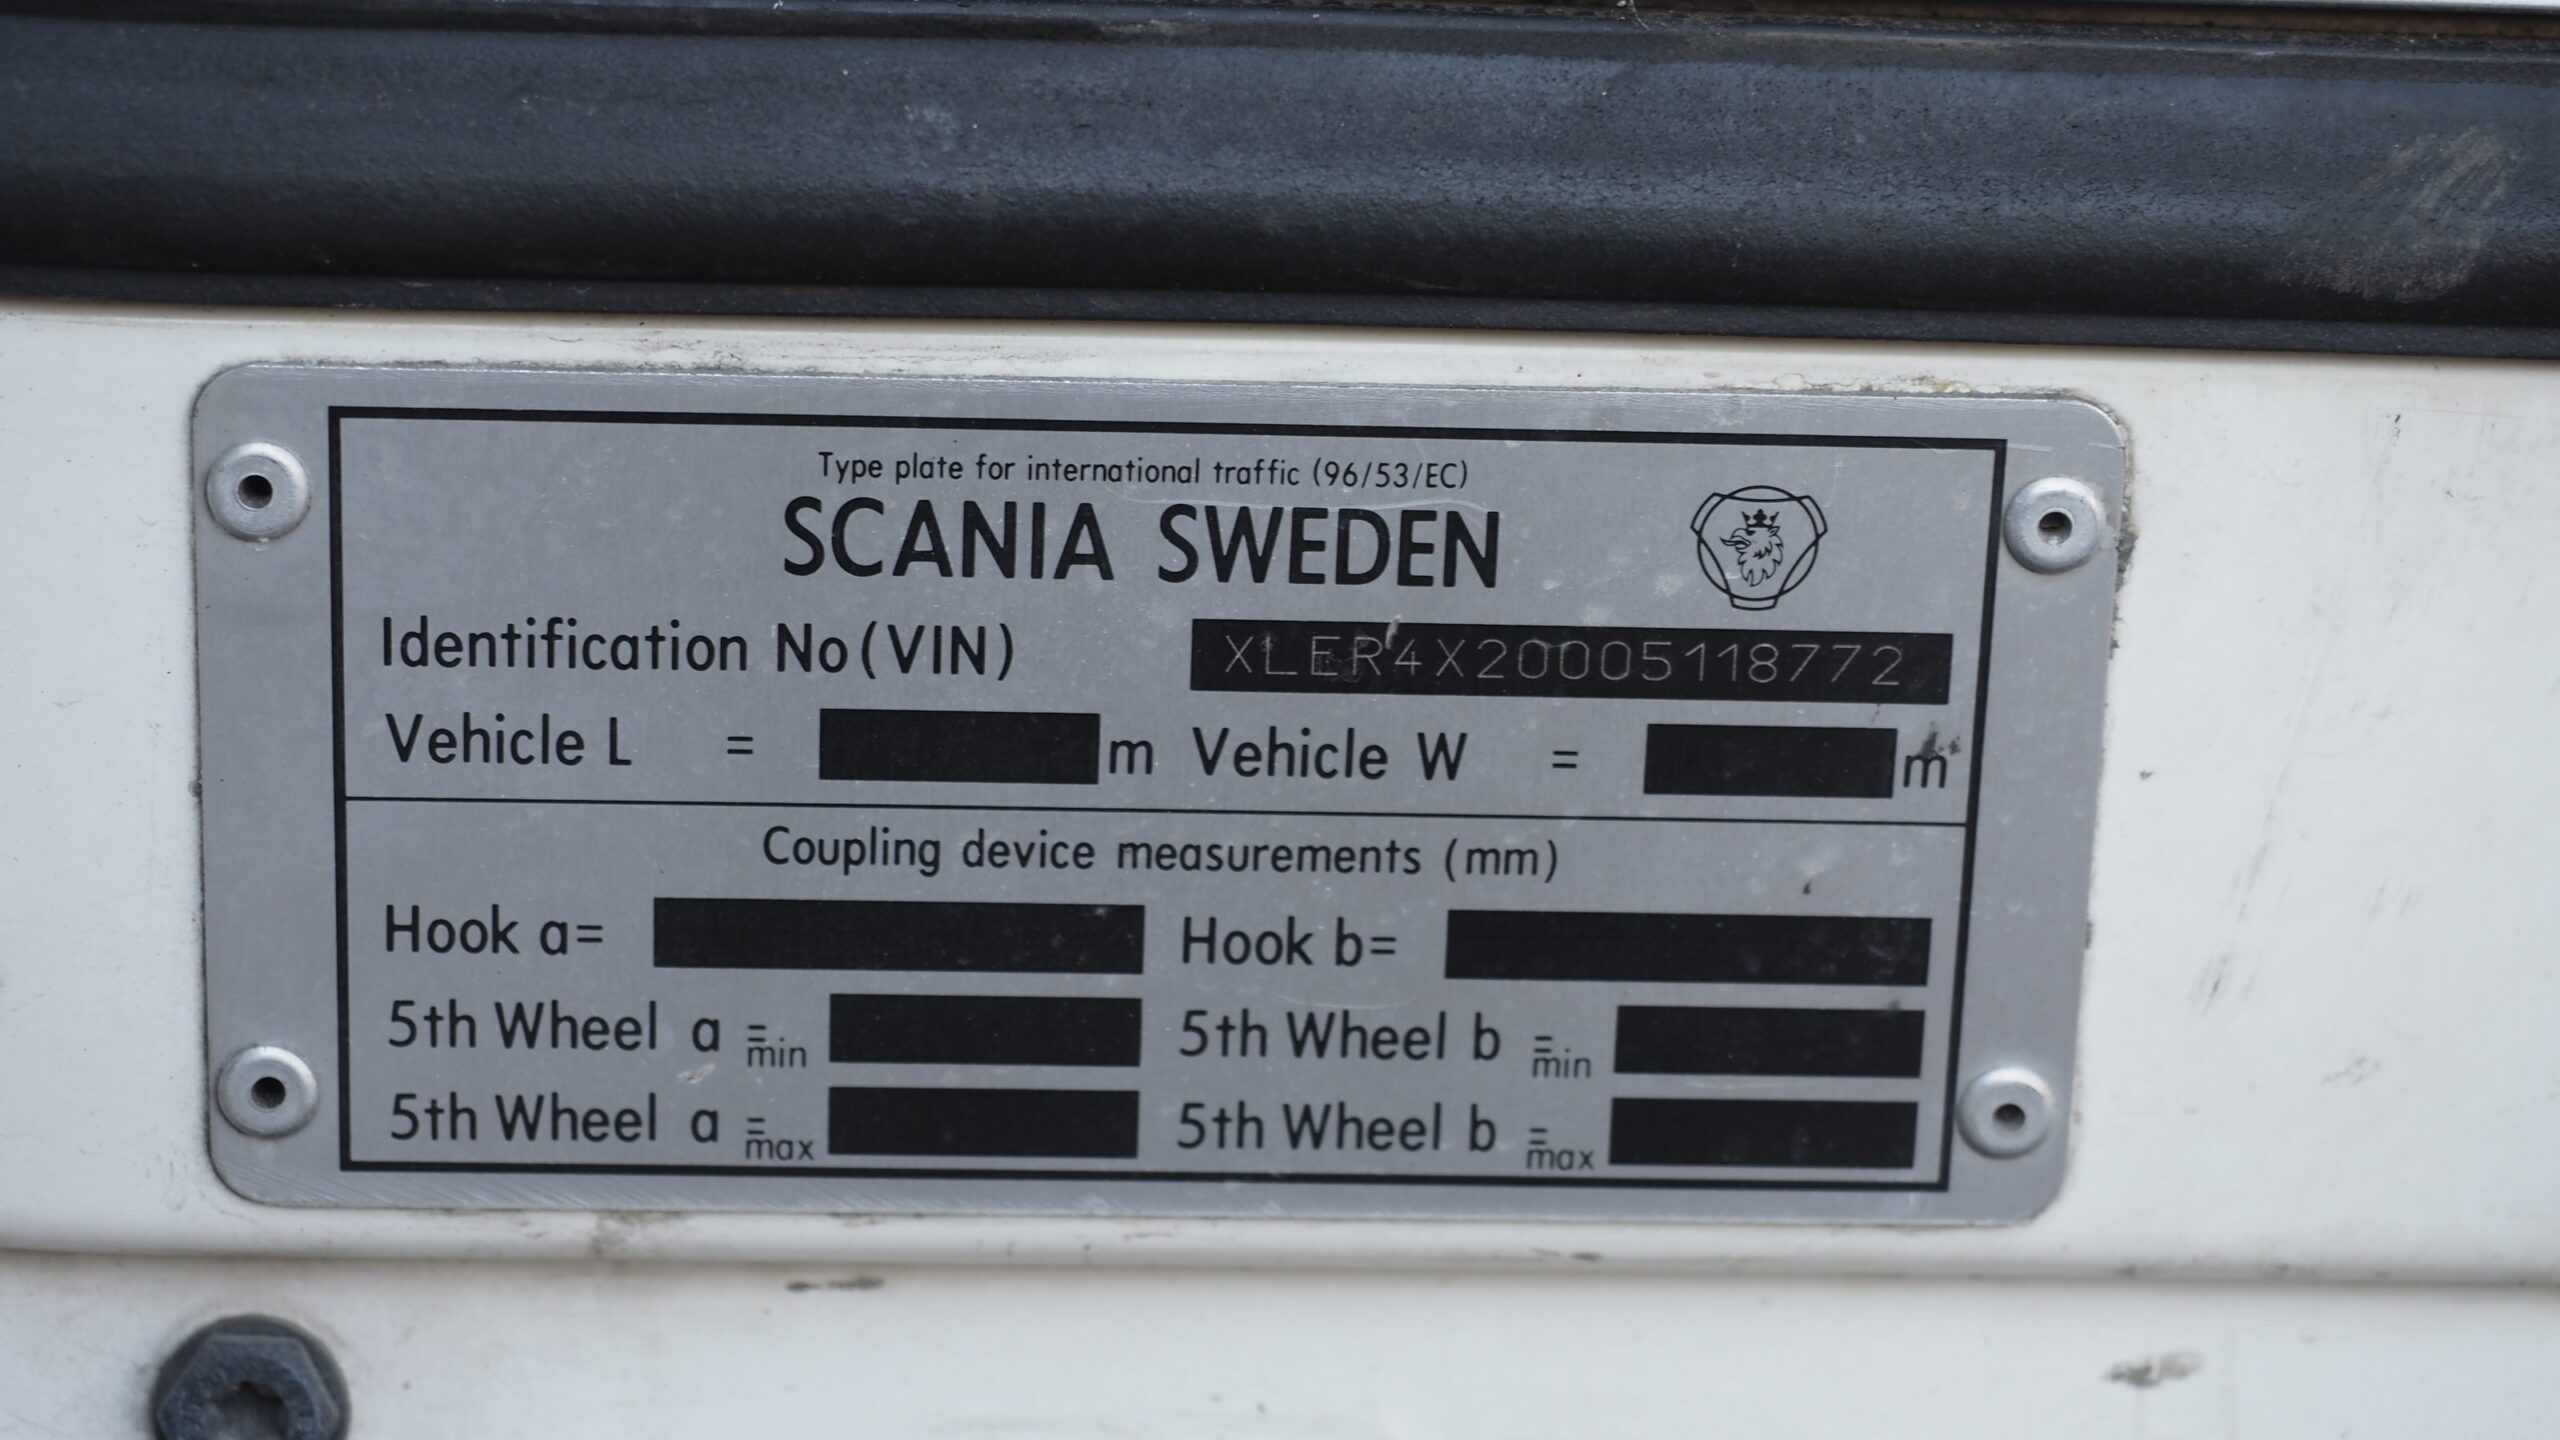 Type plate for international traffic (96/53/EC)
SCANIA SWEDEN
Identification No (VIN) XLER4X20005118772
Vehicle L = m Vehicle W = m
Coupling device measurements (mm)
Hook a= Hook b=
5th Wheel a = min 5th Wheel b = min
5th Wheel a = max 5th Wheel b = max